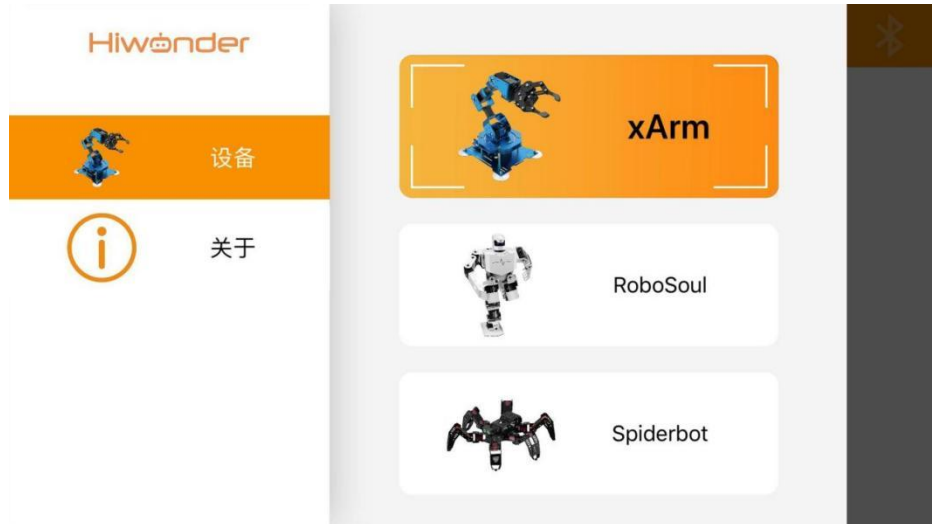 Hiwonder
设备
关于
xArm
RoboSoul
Spiderbot